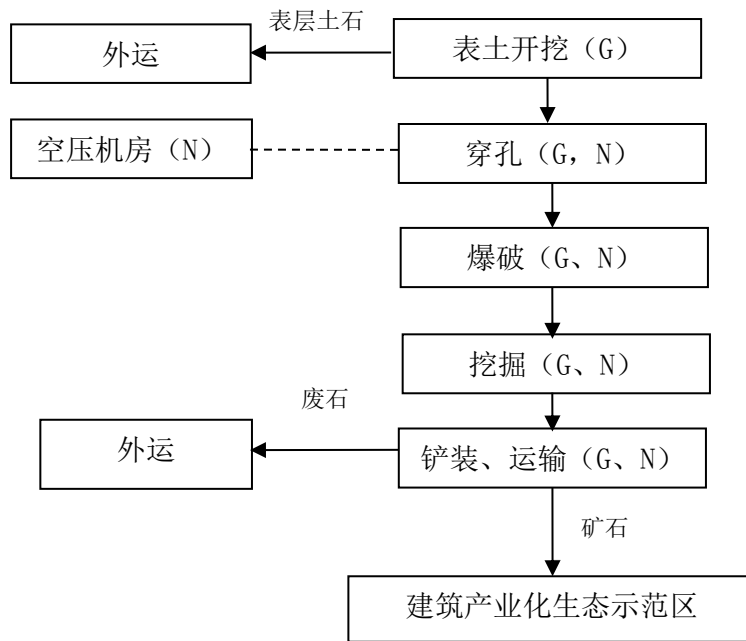 表层土石
外运
表土开挖（G）
空压机房（N）
穿孔（G，N）
爆破（G、N）
挖掘（G、N）
废石
外运
铲装、运输（G、N）
矿石
建筑产业化生态示范区